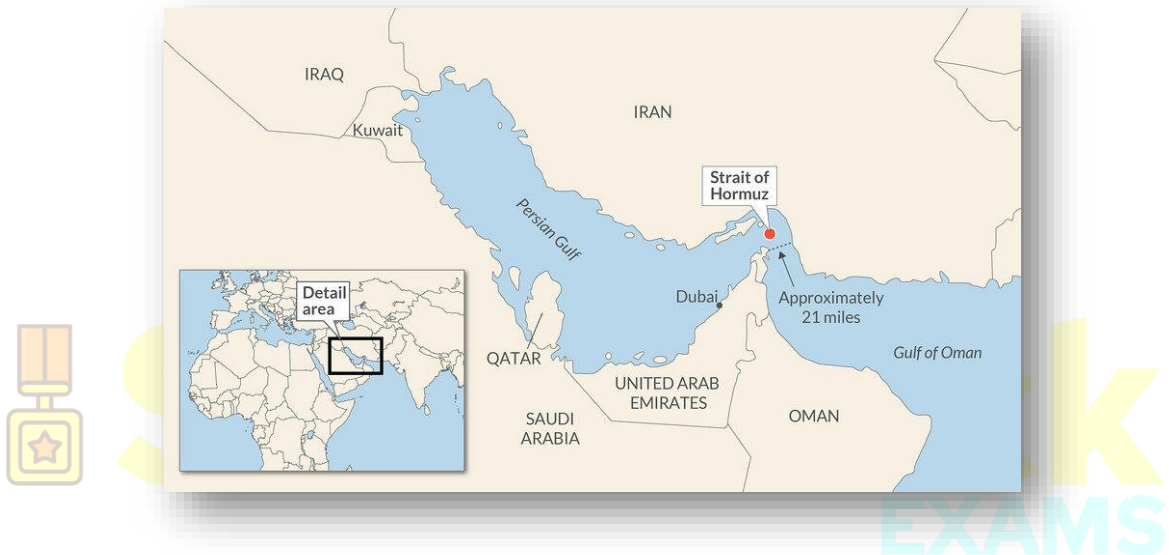 IRAQ
Kuwait
IRAN
Strait of
Hormuz
Persian Gulf
Dubai
Approximately
21 miles
Gulf of Oman
Detail
area
QATAR
UNITED ARAB
EMIRATES
SAUDI
ARABIA
OMAN
EXAMS